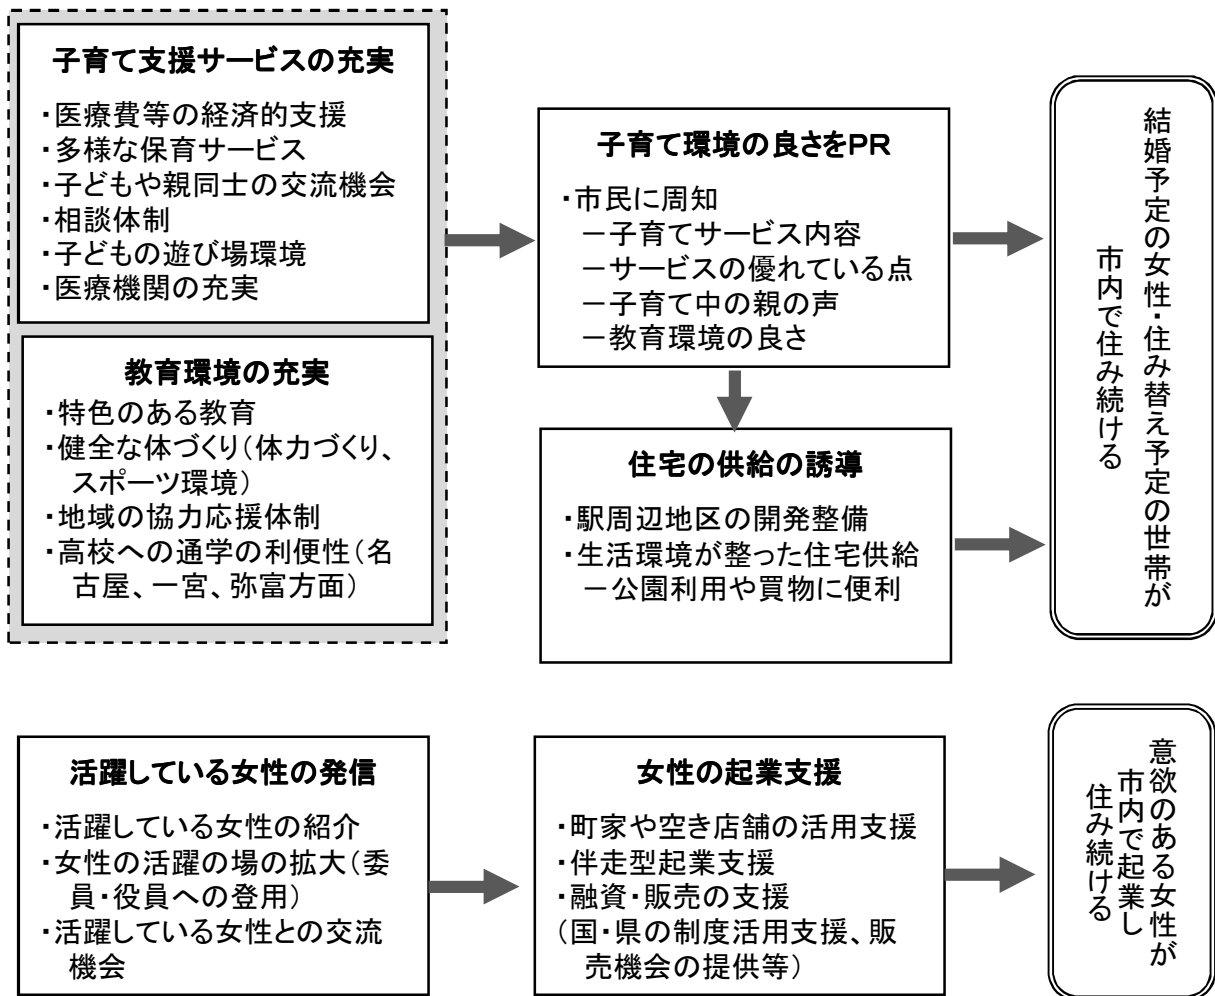 子育て支援サービスの充実
・医療費等の経済的支援
・多様な保育サービス
・子どもや親同士の交流機会
・相談体制
・子どもの遊び場環境
・医療機関の充実
教育環境の充実
・特色のある教育
・健全な体づくり（体力づくり、
スポーツ環境）
・地域の協力応援体制
・高校への通学の利便性（名
古屋、一宮、弥富方面）
子育て環境の良さをPR
・市民に周知
－子育てサービス内容
－サービスの優れている点
－子育て中の親の声
－教育環境の良さ
住宅の供給の誘導
・駅周辺地区の開発整備
・生活環境が整った住宅供給
－公園利用や買物に便利
結婚予定の女性・住み替え予定の世帯が
市内で住み続ける
活躍している女性の発信
・活躍している女性の紹介
・女性の活躍の場の拡大（委
員・役員への登用）
・活躍している女性との交流
機会
女性の起業支援
・町家や空き店舗の活用支援
・伴走型起業支援
・融資・販売の支援
（国・県の制度活用支援、販
売機会の提供等）
意欲のある女性が
市内で起業し
住み続ける